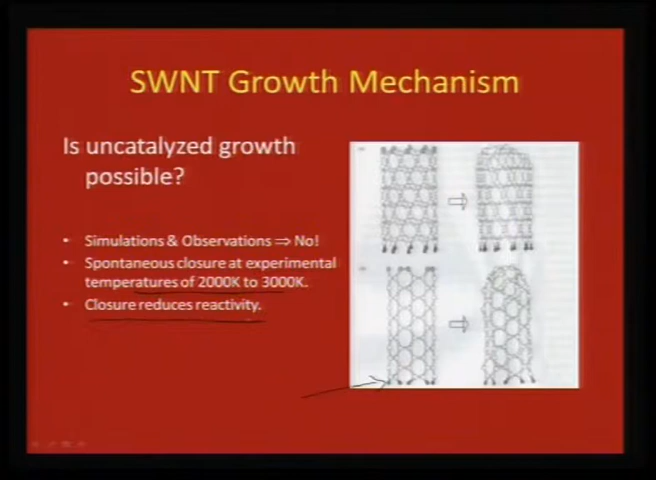 SWNT Growth Mechanism
Is uncatalyzed growth
possible?
• Simulations & Observations ⇒ No!
• Spontaneous closure at experimental
temperatures of 2000K to 3000K.
• Closure reduces reactivity.